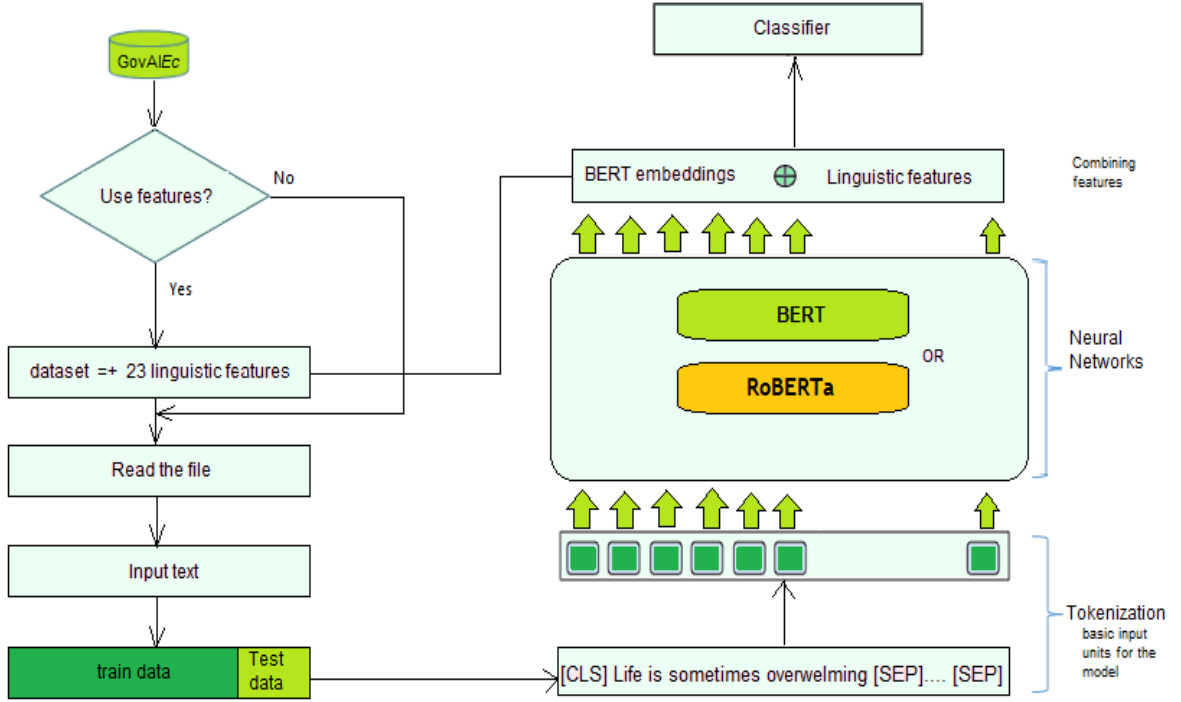 GovAIEc
Use features?
No
Yes
dataset =+ 23 linguistic features
Read the file
Input text
train data
Test
data
Classifier
BERT embeddings ⊕ Linguistic features
Combining
features
BERT
OR
RoBERTa
Neural
Networks
Tokenization
basic input
units for the
model
[CLS] Life is sometimes overwelming [SEP].... [SEP]